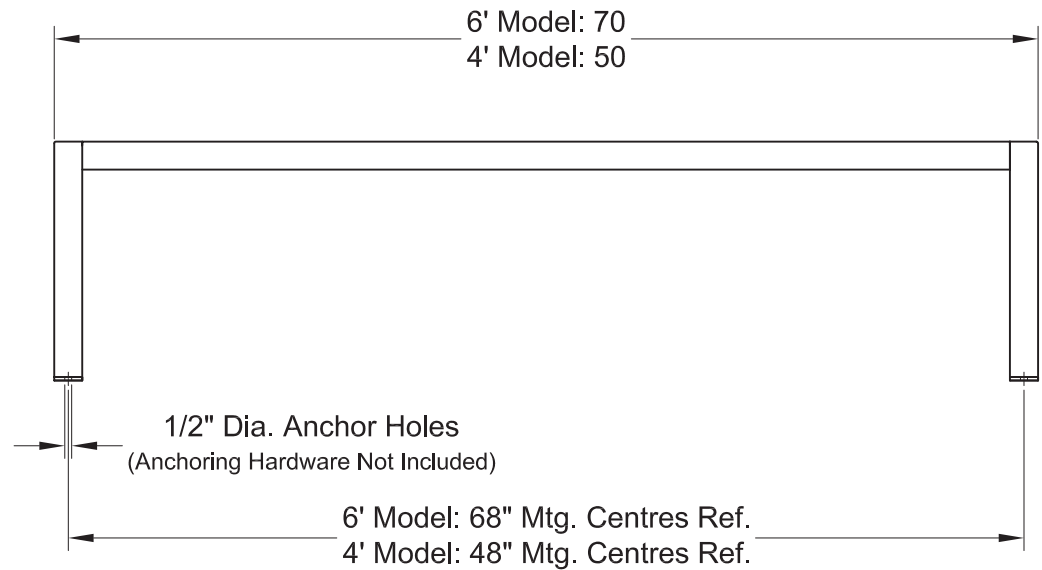 6' Model: 70
4' Model: 50
1/2" Dia. Anchor Holes
(Anchoring Hardware Not Included)
6' Model: 68" Mtg. Centres Ref.
4' Model: 48" Mtg. Centres Ref.